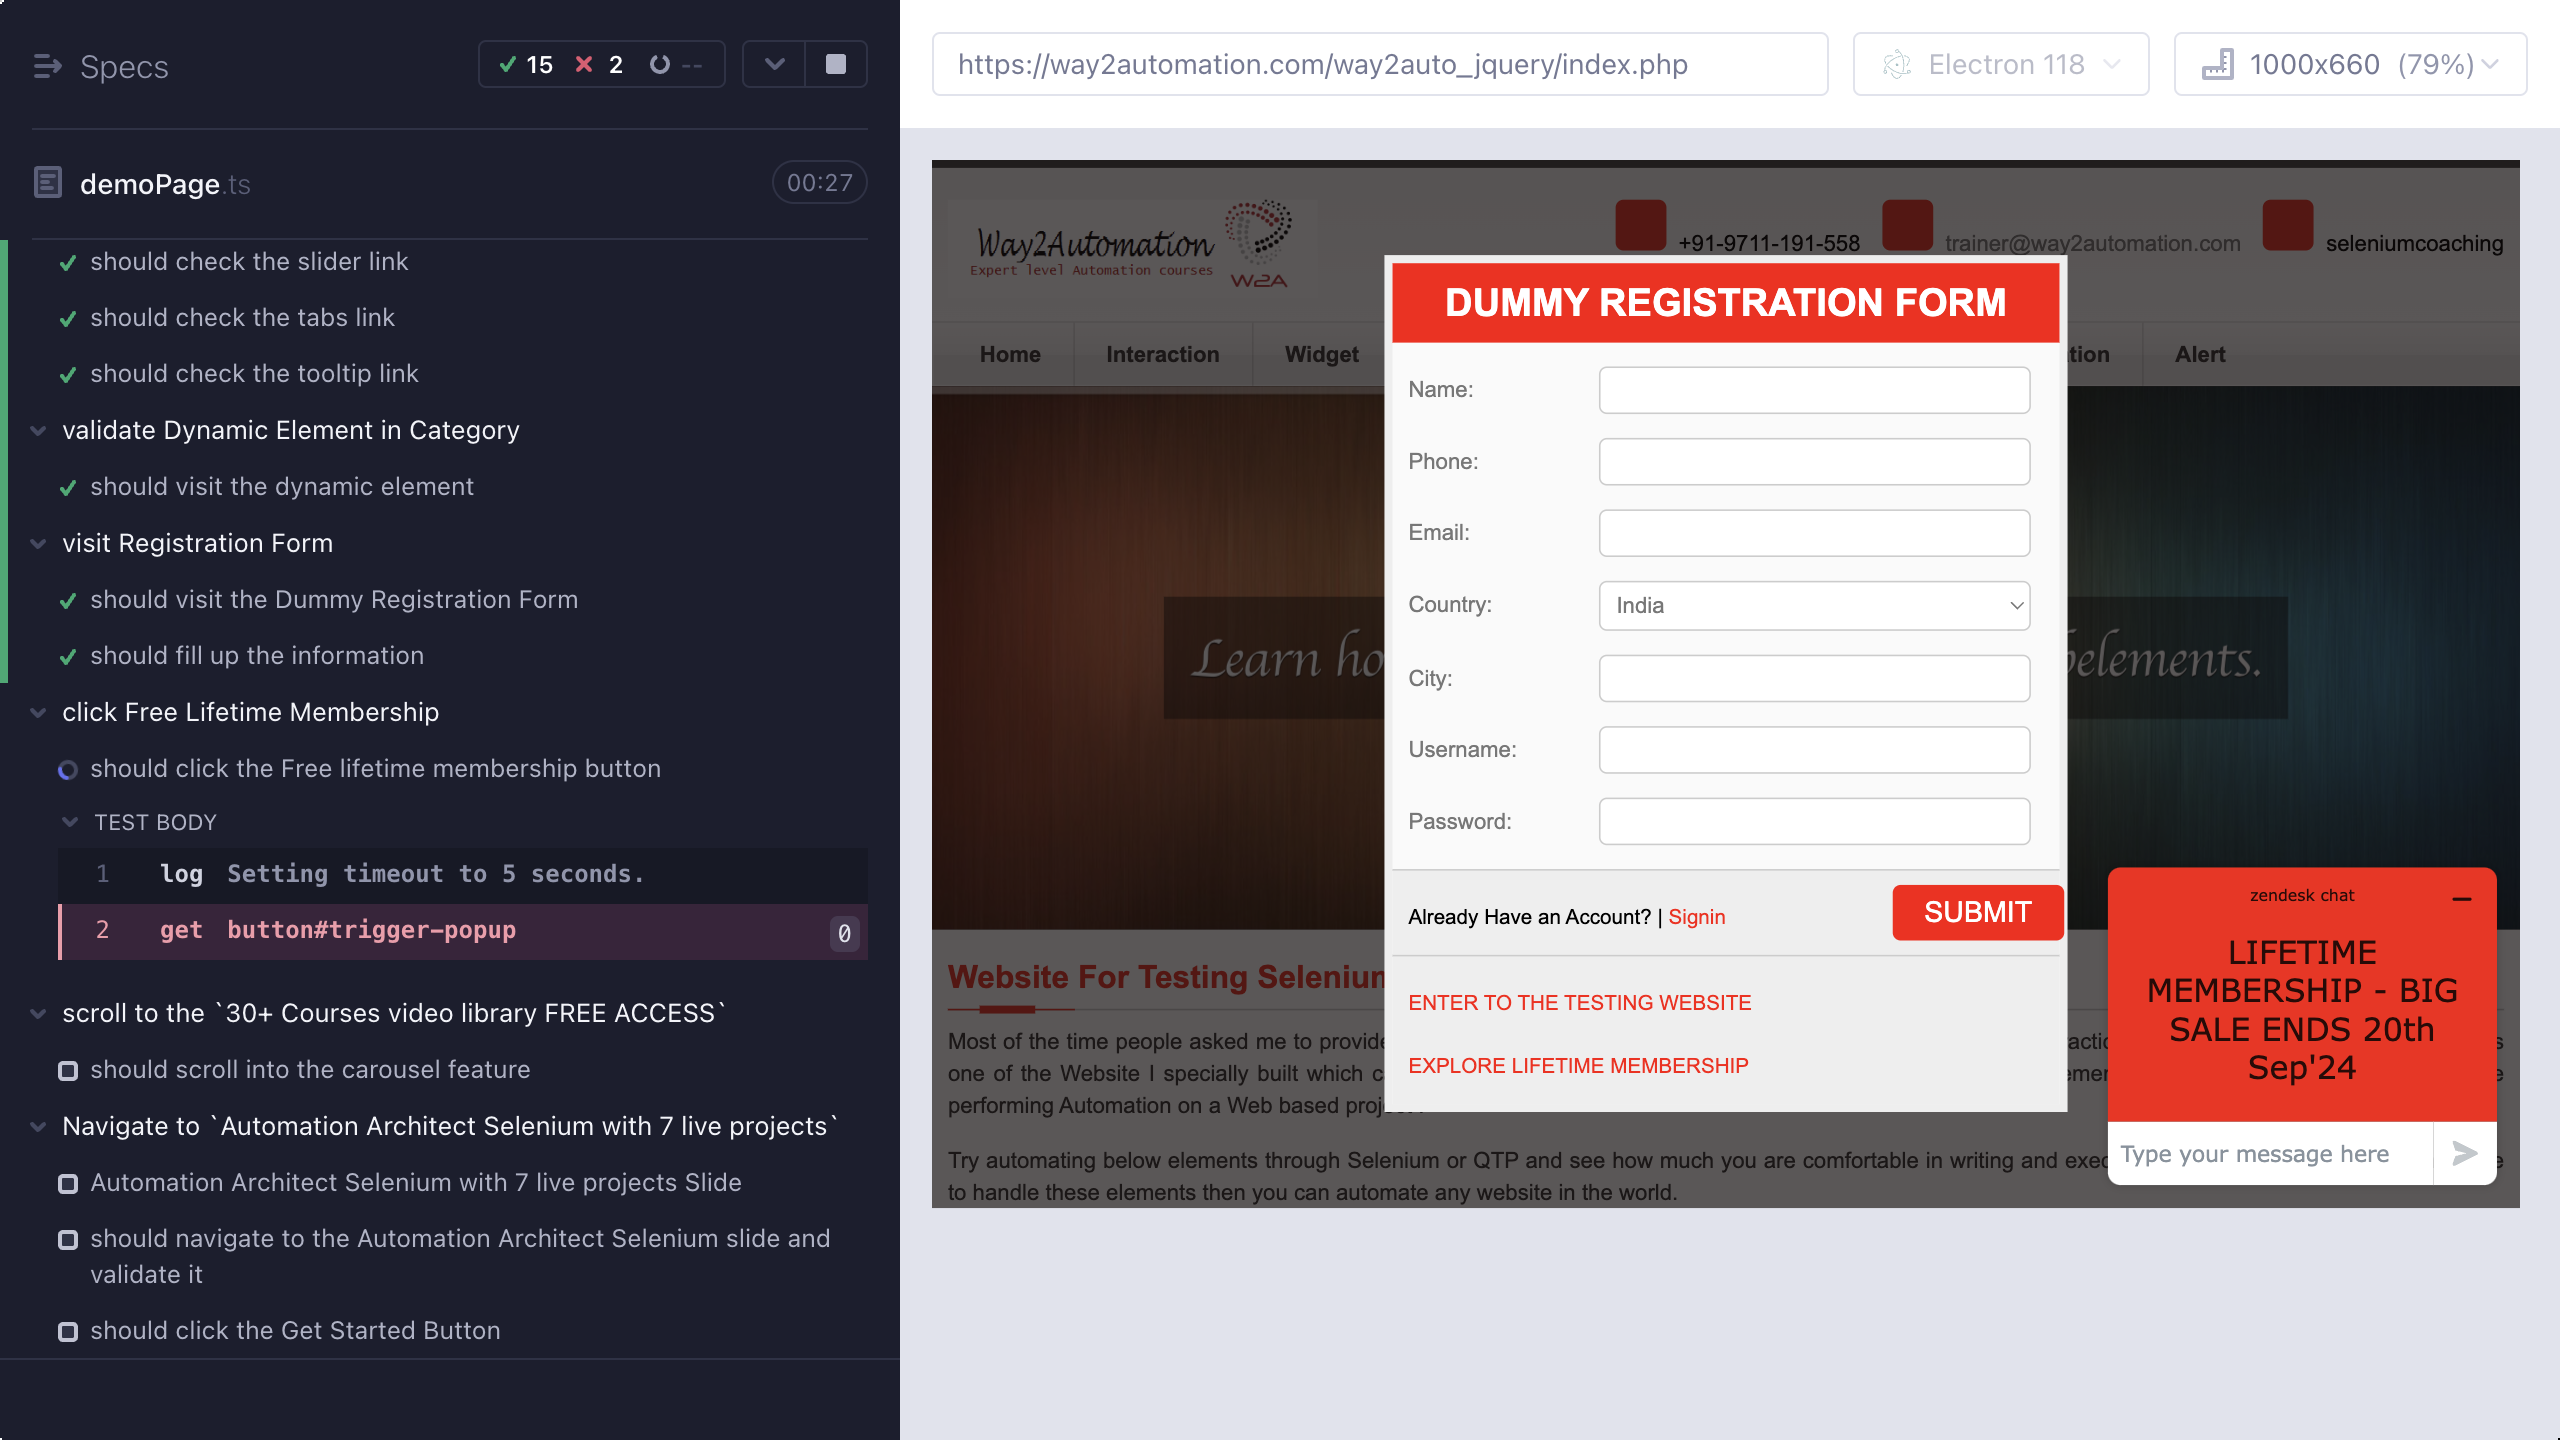 Specs
15 2 --
demoPage.ts 00:27
should check the slider link
should check the tabs link
should check the tooltip link
validate Dynamic Element in Category
should visit the dynamic element
visit Registration Form
should visit the Dummy Registration Form
should fill up the information
click Free Lifetime Membership
should click the Free lifetime membership button
TEST BODY
1 log Setting timeout to 5 seconds.
2 get button#trigger-popup 0
scroll to the `30+ Courses video library FREE ACCESS`
should scroll into the carousel feature
Navigate to `Automation Architect Selenium with 7 live projects`
Automation Architect Selenium with 7 live projects Slide
should navigate to the Automation Architect Selenium slide and
validate it
should click the Get Started Button
https://way2automation.com/way2auto_jquery/index.php
Electron 118
1000x660 (79%)
Way2Automation
Expert level Automation courses
W2A
+91-9711-191-558
trainer@way2automation.com
seleniumcoaching
Home Interaction Widget tion Alert
DUMMY REGISTRATION FORM
Name:
Phone:
Email:
Country: India
City:
Username:
Password:
Already Have an Account? | Signin SUBMIT
ENTER TO THE TESTING WEBSITE
EXPLORE LIFETIME MEMBERSHIP
Learn ho elements.
Website For Testing Selenium
Most of the time people asked me to provide
one of the Website I specially built which
performing Automation on a Web based
Try automating below elements through Selenium or QTP and see how much you are comfortable in writing and exec
to handle these elements then you can automate any website in the world.
zendesk chat
LIFETIME
MEMBERSHIP - BIG
SALE ENDS 20th
Sep'24
Type your message here